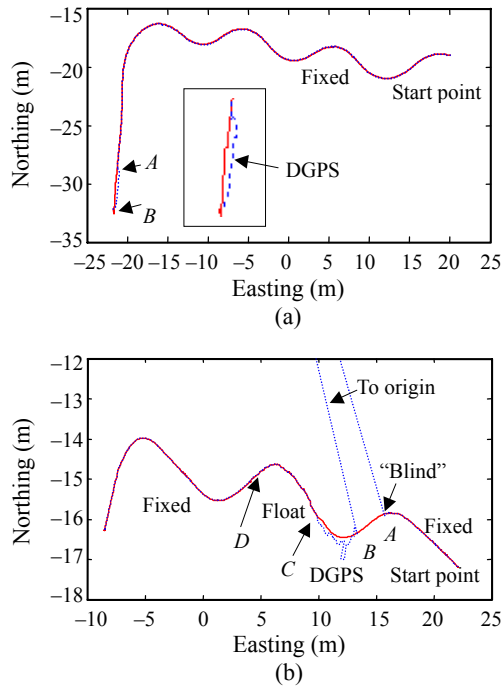 −15
−20
−25
−30
−35
Northing (m)
Fixed
Start point
A
B
DGPS
−25 −20 −15 −10 −5 0 5 10 15 20 25
Easting (m)
(a)
−12
−13
−14
−15
−16
−17
−18
Northing (m)
To origin
"Blind"
Fixed
Float
D
C
B
A
Fixed
DGPS
Start point
−10 −5 0 5 10 15 20 25
Easting (m)
(b)